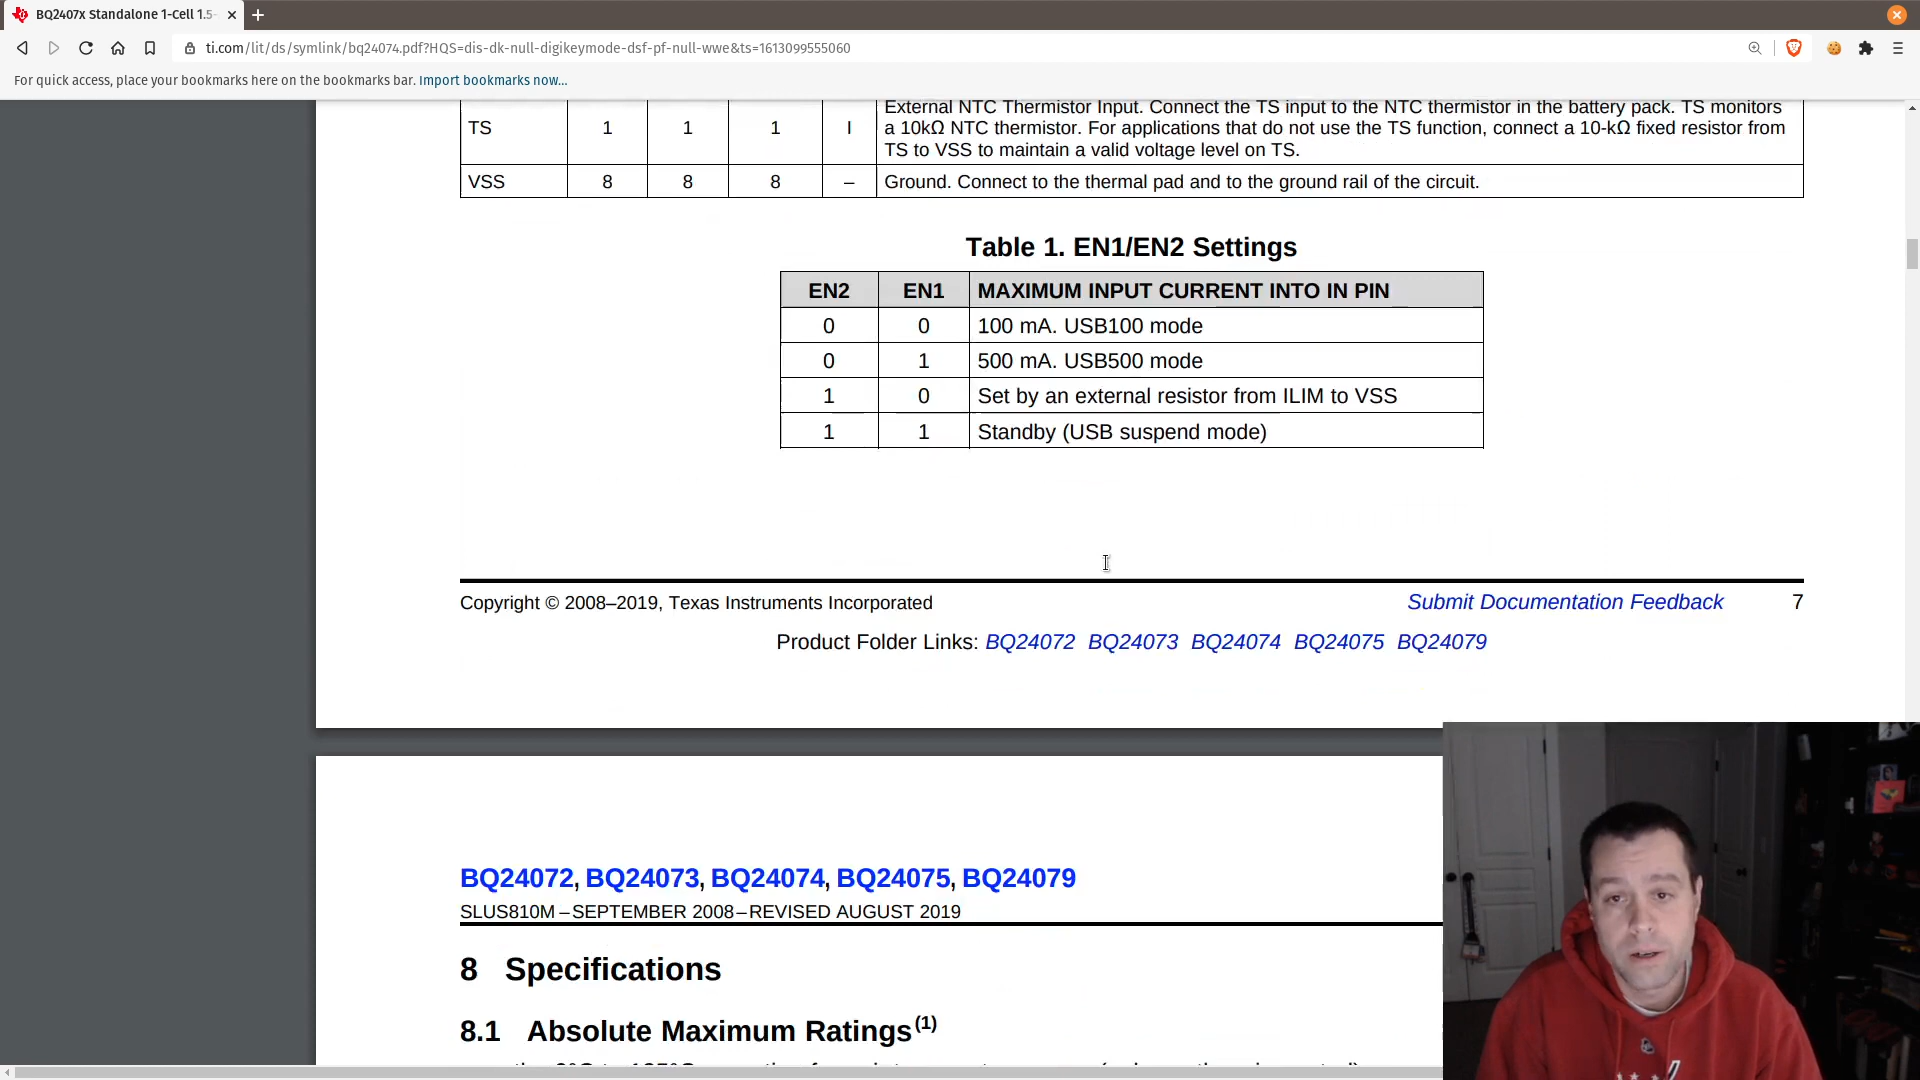 BQ2407x Standalone 1-Cell 1.5-
ti.com/lit/ds/symlink/bq24074.pdf?HQS=dis-dk-null-digikeymode-dsf-pf-null-wwe&ts=1613099555060
For quick access, place your bookmarks here on the bookmarks bar. Import bookmarks now...
TS 1 1 1 I External NTC Thermistor Input. Connect the TS input to the NTC thermistor in the battery pack. TS monitors
a 10kΩ NTC thermistor. For applications that do not use the TS function, connect a 10-kΩ fixed resistor from
TS to VSS to maintain a valid voltage level on TS.
VSS 8 8 8 – Ground. Connect to the thermal pad and to the ground rail of the circuit.
Table 1. EN1/EN2 Settings
EN2 EN1 MAXIMUM INPUT CURRENT INTO IN PIN
0 0 100 mA. USB100 mode
0 1 500 mA. USB500 mode
1 0 Set by an external resistor from ILIM to VSS
1 1 Standby (USB suspend mode)
Copyright © 2008–2019, Texas Instruments Incorporated Submit Documentation Feedback 7
Product Folder Links: BQ24072 BQ24073 BQ24074 BQ24075 BQ24079
BQ24072, BQ24073, BQ24074, BQ24075, BQ24079
SLUS810M – SEPTEMBER 2008 – REVISED AUGUST 2019
8 Specifications
8.1 Absolute Maximum Ratings(1)